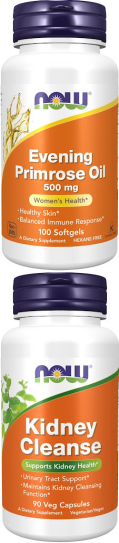 NOW
Evening
Primrose Oil
500 mg
Women's Health*
• Healthy Skin*
• Balanced Immune Response*
100 Softgels
A Dietary Supplement
HEXANE-FREE
NOW
Kidney
Cleanse
Supports Kidney Health*
• Urinary Tract Support*
• Maintains Kidney Cleansing
Function*
90 Veg Capsules
A Dietary Supplement
Vegetarian/Vegan